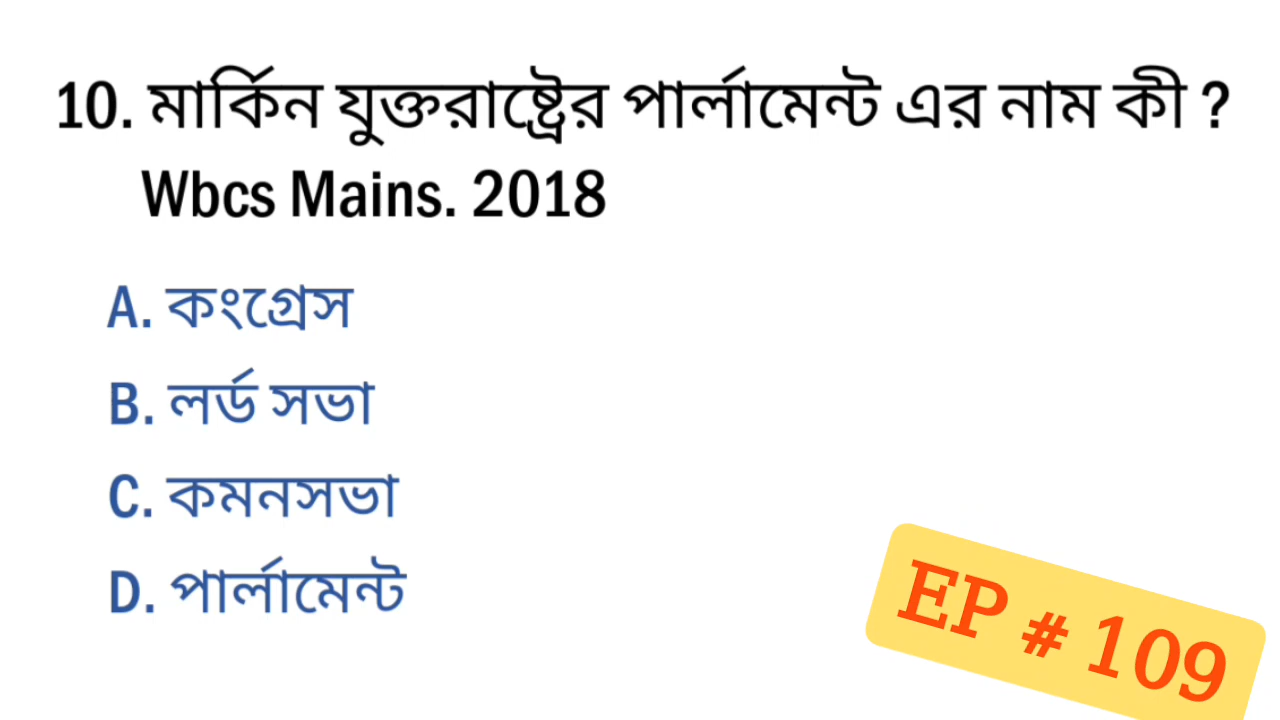 10. মার্কিন যুক্তরাষ্ট্রের পার্লামেন্ট এর নাম কী ?
Wbcs Mains. 2018
A. কংগ্রেস
B. লর্ড সভা
C. কমনসভা
D. পার্লামেন্ট
EP # 109